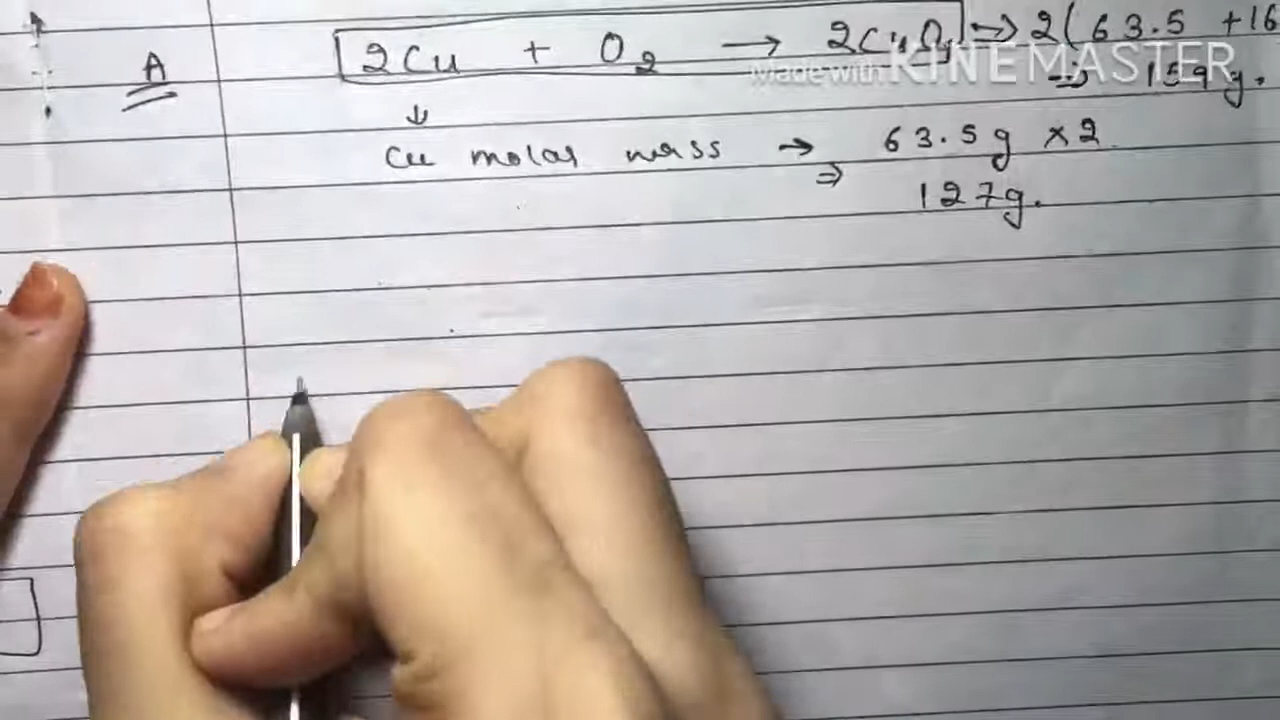 A 2Cu + O2 → 2CuO ⇒ 2(63.5 +16
Made with KINEMASTER
⇒ 159g.
↓
Cu molar mass → 63.5g ×2
⇒ 127g.